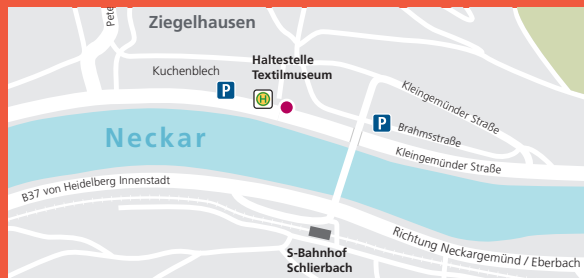 Ziegelhausen
Pete
Haltestelle
Textilmuseum
Kuchenblech
P
H
Kleingemünder Straße
P
Brahmsstraße
Kleingemünder Straße
Neckar
B37 von Heidelberg Innenstadt
Richtung Neckargemünd / Eberbach
S-Bahnhof
Schlierbach